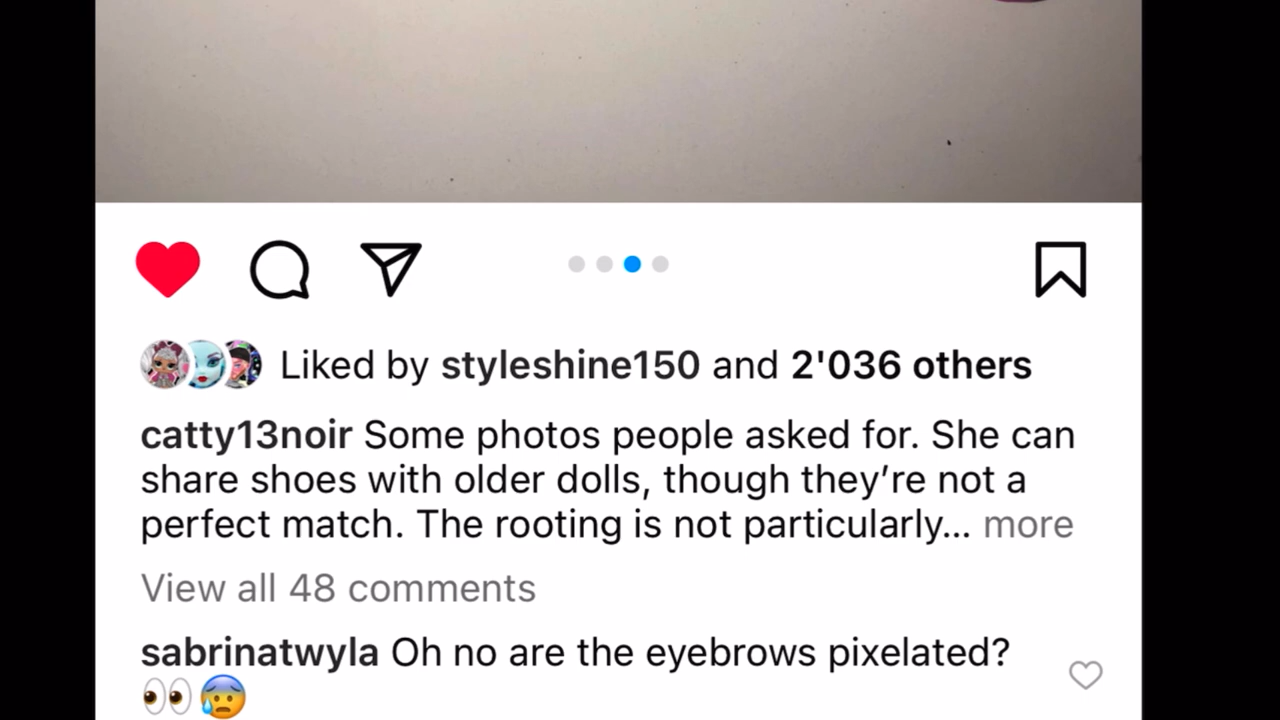 Liked by styleshine150 and 2'036 others
catty13noir Some photos people asked for. She can
share shoes with older dolls, though they’re not a
perfect match. The rooting is not particularly... more
View all 48 comments
sabrinatwyla Oh no are the eyebrows pixelated?
👀😰